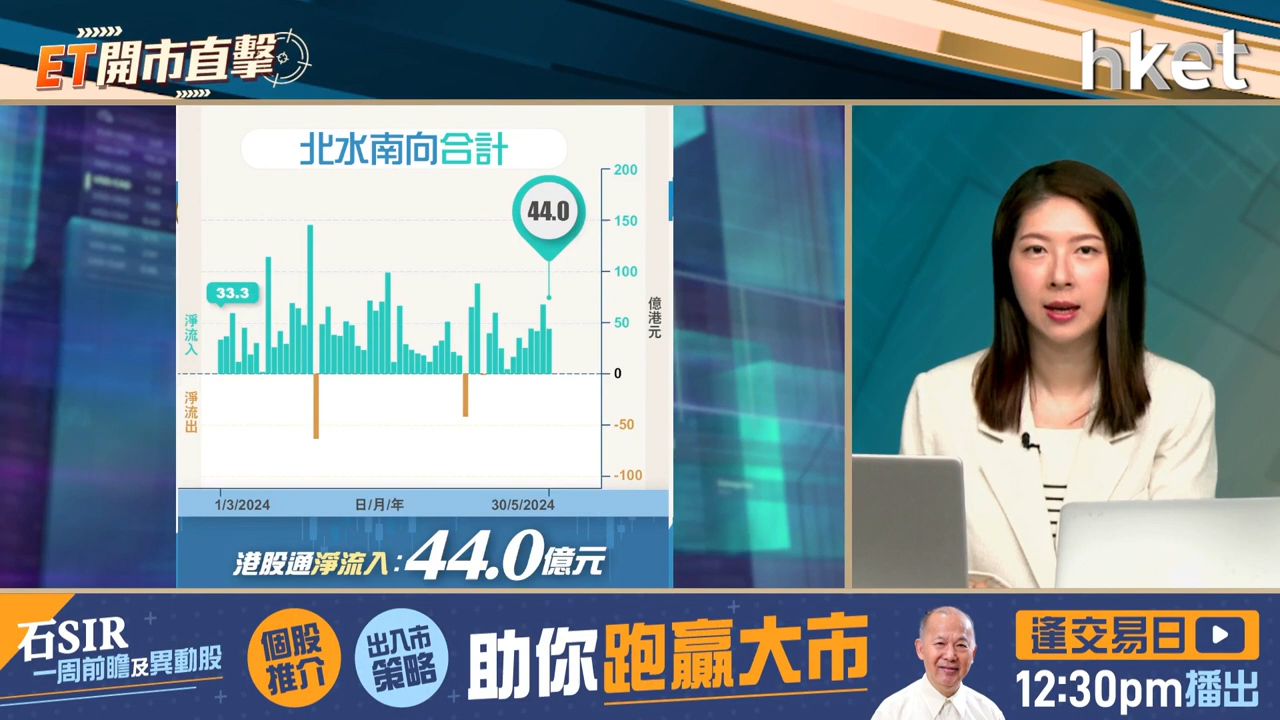 ET開市直擊
hket
北水南向合計
200
150
100
50
0
-50
-100
44.0
33.3
淨流入
淨流出
億港元
1/3/2024
日/月/年
30/5/2024
港股通淨流入:44.0億元
石SIR
一周前瞻及異動股
個股
推介
出入市
策略
助你跑贏大市
逢交易日
12:30pm播出